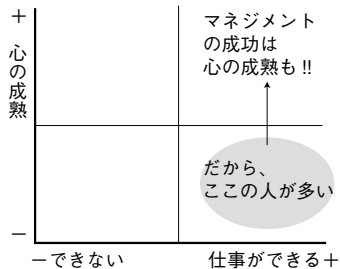 ＋
心の成熟
－
マネジメント
の成功は
心の成熟も!!
だから、
ここの人が多い
－できない
仕事ができる＋